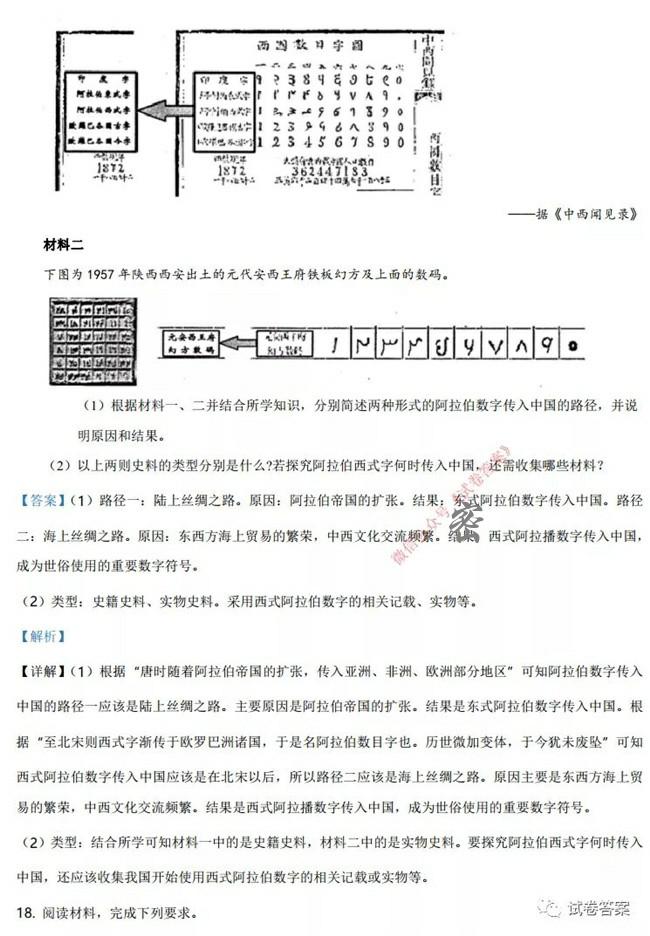 西國數目字圖
印度字
阿拉伯東式字
阿拉伯西式字
歐羅巴各國古字
歐羅巴各國今字
印度字
1872
1872
362447183
中西聞見錄
西國數目字
——据《中西闻见录》
材料二
下图为1957年陕西西安出土的元代安西王府铁板幻方及上面的数码。
元安西王府
幻方数码
١ ٢ ٣
(1)根据材料一、二并结合所学知识，分别简述两种形式的阿拉伯数字传入中国的路径，并说
明原因和结果。
(2)以上两则史料的类型分别是什么?若探究阿拉伯西式字何时传入中国，还需收集哪些材料？
【答案】(1)路径一：陆上丝绸之路。原因：阿拉伯帝国的扩张。结果：东式阿拉伯数字传入中国。路径
二：海上丝绸之路。原因：东西方海上贸易的繁荣，中西文化交流频繁。结果：西式阿拉播数字传入中国，
成为世俗使用的重要数字符号。
(2)类型：史籍史料、实物史料。采用西式阿拉伯数字的相关记载、实物等。
微信公众号《试卷答案》
密
【解析】
【详解】(1)根据“唐时随着阿拉伯帝国的扩张，传入亚洲、非洲、欧洲部分地区”可知阿拉伯数字传入
中国的路径一应该是陆上丝绸之路。主要原因是阿拉伯帝国的扩张。结果是东式阿拉伯数字传入中国。根
据“至北宋则西式字渐传于欧罗巴洲诸国，于是名阿拉伯数目字也。历世微加变体，于今犹未废坠”可知
西式阿拉伯数字传入中国应该是在北宋以后，所以路径二应该是海上丝绸之路。原因主要是东西方海上贸
易的繁荣，中西文化交流频繁。结果是西式阿拉播数字传入中国，成为世俗使用的重要数字符号。
(2)类型：结合所学可知材料一中的是史籍史料，材料二中的是实物史料。要探究阿拉伯西式字何时传入
中国，还应该收集我国开始使用西式阿拉伯数字的相关记载或实物等。
18. 阅读材料，完成下列要求。
试卷答案